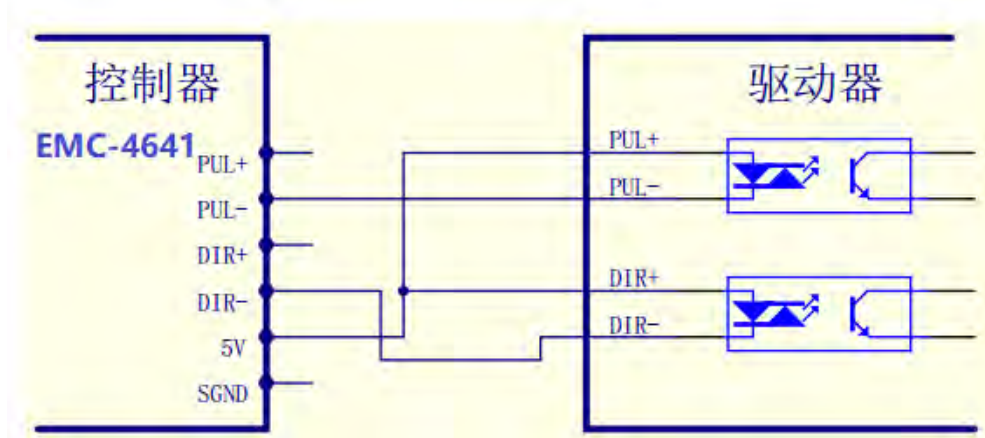 控制器
EMC-4641
PUL+
PUL-
DIR+
DIR-
5V
SGND
驱动器
PUL+
PUL-
DIR+
DIR-